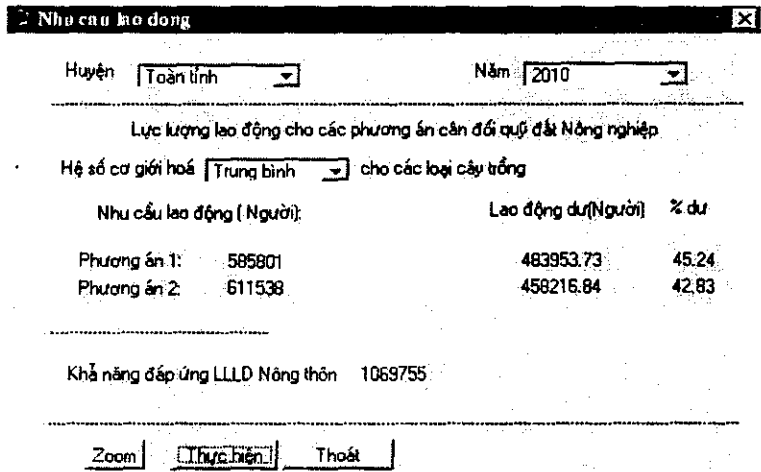 Nhu cau lao dong
Huyện Toàn tỉnh Năm 2010
Lực lượng lao động cho các phương án cân đối quỹ đất Nông nghiệp
Hệ số cơ giới hoá Trung bình cho các loại cây trồng
Nhu cầu lao động ( Người): Lao động dư(Người) % dư
Phương án 1: 585801 483953.73 45.24
Phương án 2: 611538 458216.84 42.83
Khả năng đáp ứng LLLD Nông thôn 1069755
Zoom Thực hiện Thoát